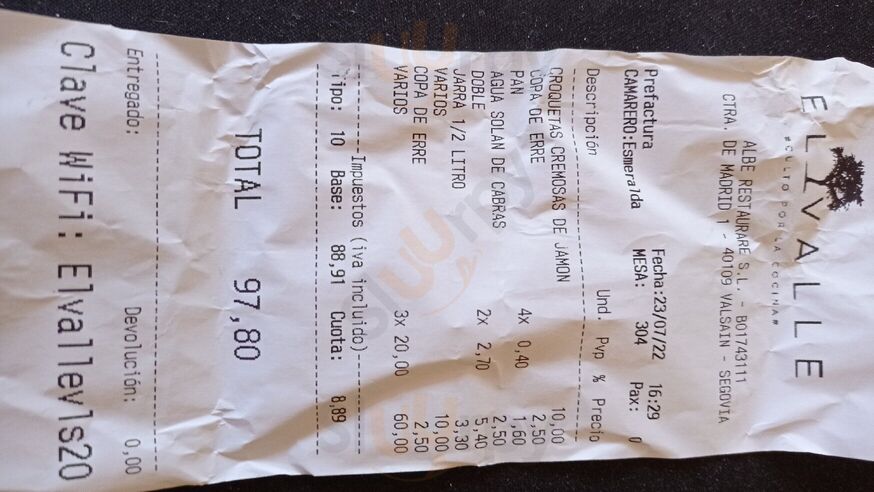 EL VALLE
#CULTO POR LA COCINA#
ALBE RESTAURARE S.L. - B01743111
CTRA. DE MADRID 1 - 40109 VALSAIN - SEGOVIA
Prefactura Fecha:23/07/22 16:29
CAMARERO:Esmeralda MESA: 304 Pax: 0
Descripción Und. Pvp % Precio
CROQUETAS CREMOSAS DE JAMON 10,00
COPA DE ERRE 2,50
PAN 4x 0,40 1,60
AGUA SOLAN DE CABRAS 2,50
DOBLE 2x 2,70 5,40
JARRA 1/2 LITRO 3,30
VARIOS 10,00
COPA DE ERRE 2,50
VARIOS 3x 20,00 60,00
Impuestos (iva incluido)
Tipo: 10 Base: 88,91 Cuota: 8,89
TOTAL 97,80
Entregado: Devolución: 0,00
Clave WiFi: Elvallevls20
Sluurpy